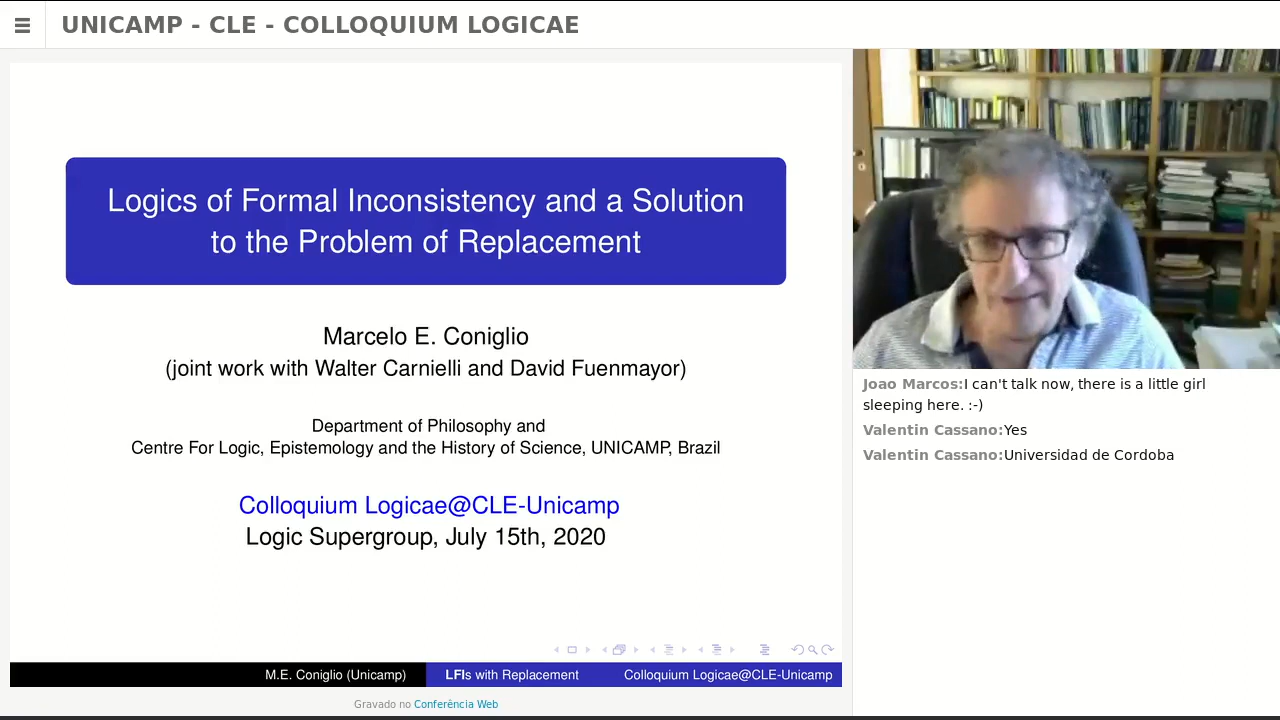 UNICAMP - CLE - COLLOQUIUM LOGICAE
Logics of Formal Inconsistency and a Solution
to the Problem of Replacement
Marcelo E. Coniglio
(joint work with Walter Carnielli and David Fuenmayor)
Department of Philosophy and
Centre For Logic, Epistemology and the History of Science, UNICAMP, Brazil
Colloquium Logicae@CLE-Unicamp
Logic Supergroup, July 15th, 2020
M.E. Coniglio (Unicamp) LFIs with Replacement Colloquium Logicae@CLE-Unicamp
Gravado no Conferência Web
Joao Marcos:I can't talk now, there is a little girl
sleeping here. :-)
Valentin Cassano:Yes
Valentin Cassano:Universidad de Cordoba